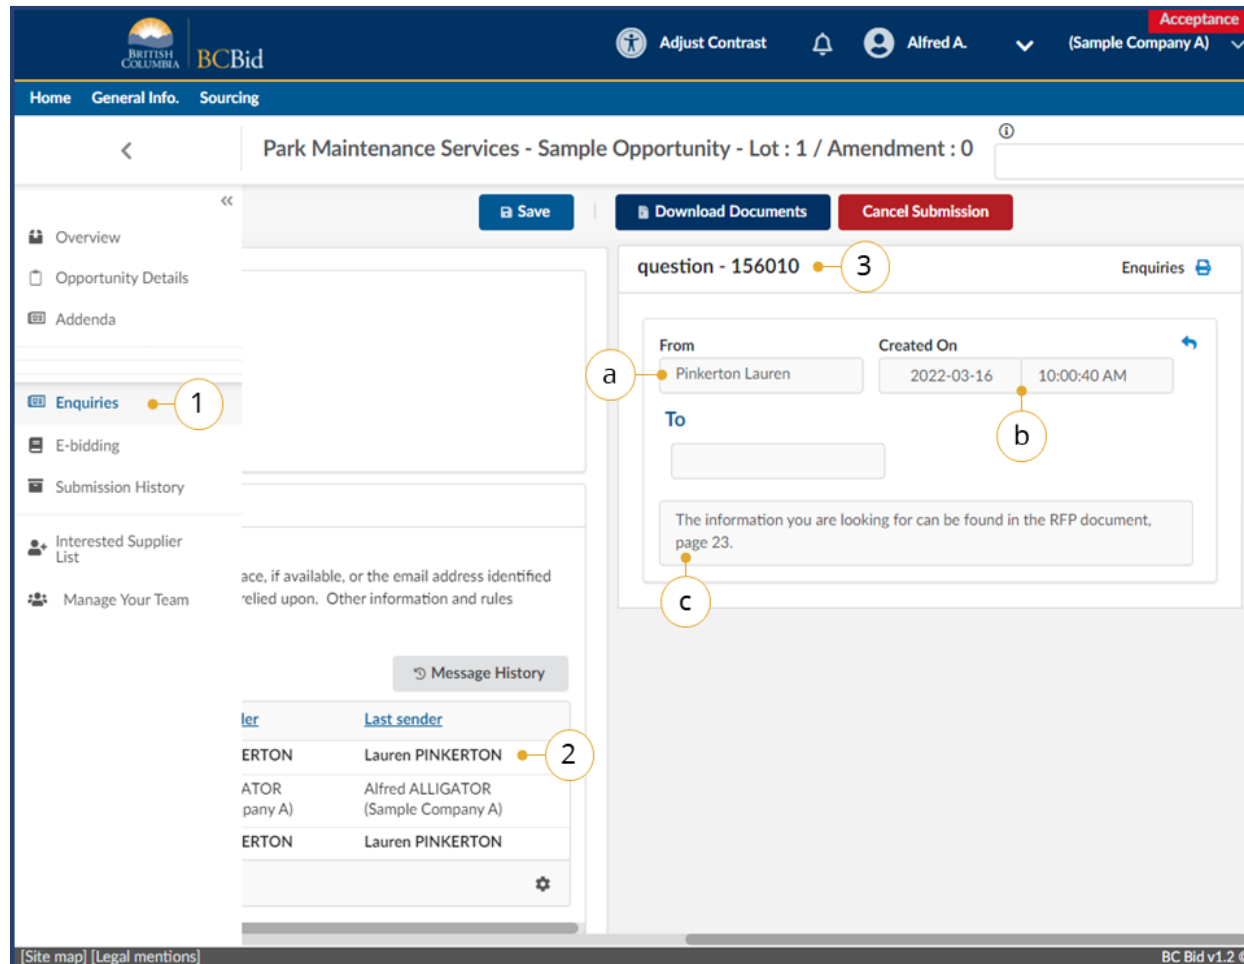 Acceptance
BRITISH
COLUMBIA
BCBid
Adjust Contrast
Alfred A.
(Sample Company A)
Home General Info. Sourcing
Park Maintenance Services - Sample Opportunity - Lot : 1 / Amendment : 0
Save
Download Documents
Cancel Submission
Overview
Opportunity Details
Addenda
Enquiries
1
E-bidding
Submission History
Interested Supplier
List
Manage Your Team
question - 156010
3
Enquiries
From
Created On
a
Pinkerton Lauren
2022-03-16
10:00:40 AM
b
To
The information you are looking for can be found in the RFP document,
page 23.
c
ace, if available, or the email address identified
relied upon. Other information and rules
Message History
ler
Last sender
ERTON
Lauren PINKERTON
2
ATOR
pany A)
Alfred ALLIGATOR
(Sample Company A)
ERTON
Lauren PINKERTON
[Site map] [Legal mentions]
BC Bid v1.2 ©